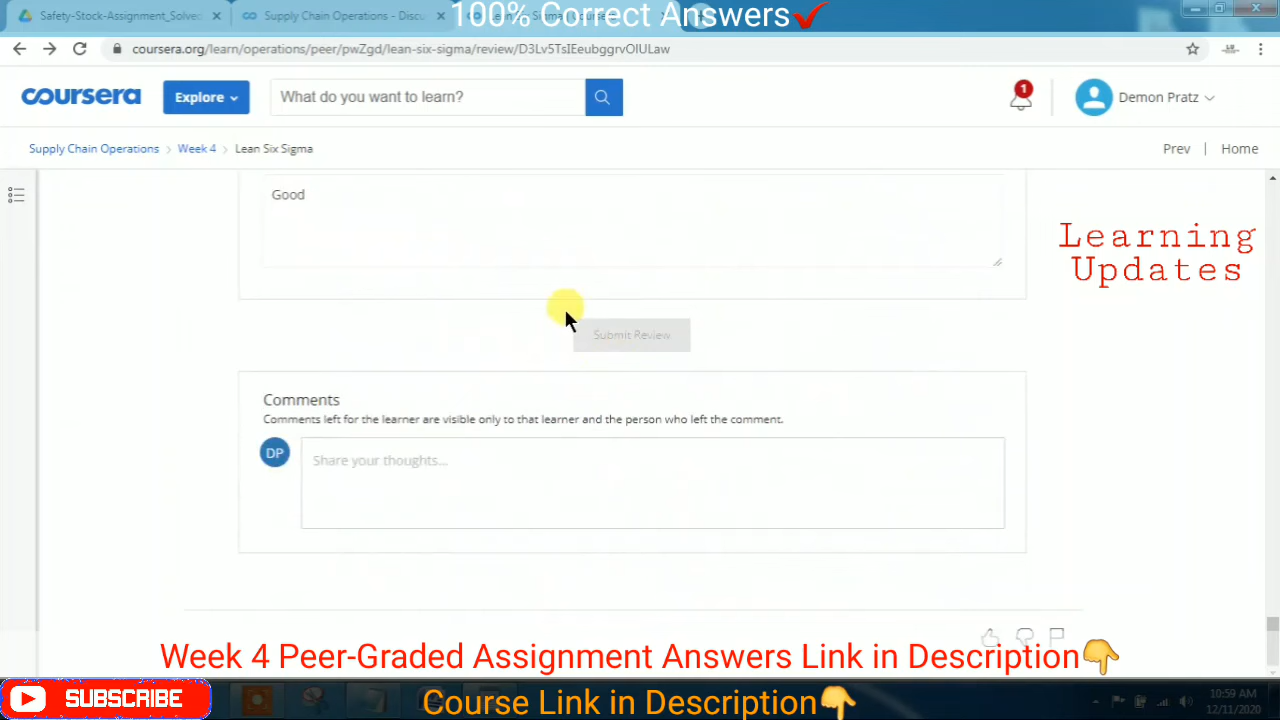 Safety-Stock-Assignment_Solve
Supply Chain Operations - Discu
100% Correct Answers
coursera.org/learn/operations/peer/pwZgd/lean-six-sigma/review/D3Lv5TsIEeubggrvOlULaw
coursera
Explore
What do you want to learn?
1
Demon Pratz
Supply Chain Operations > Week 4 > Lean Six Sigma
Prev | Home
Good
Learning
Updates
Submit Review
Comments
Comments left for the learner are visible only to that learner and the person who left the comment.
DP
Share your thoughts...
Week 4 Peer-Graded Assignment Answers Link in Description
SUBSCRIBE
Course Link in Description
10:59 AM
12/11/2020